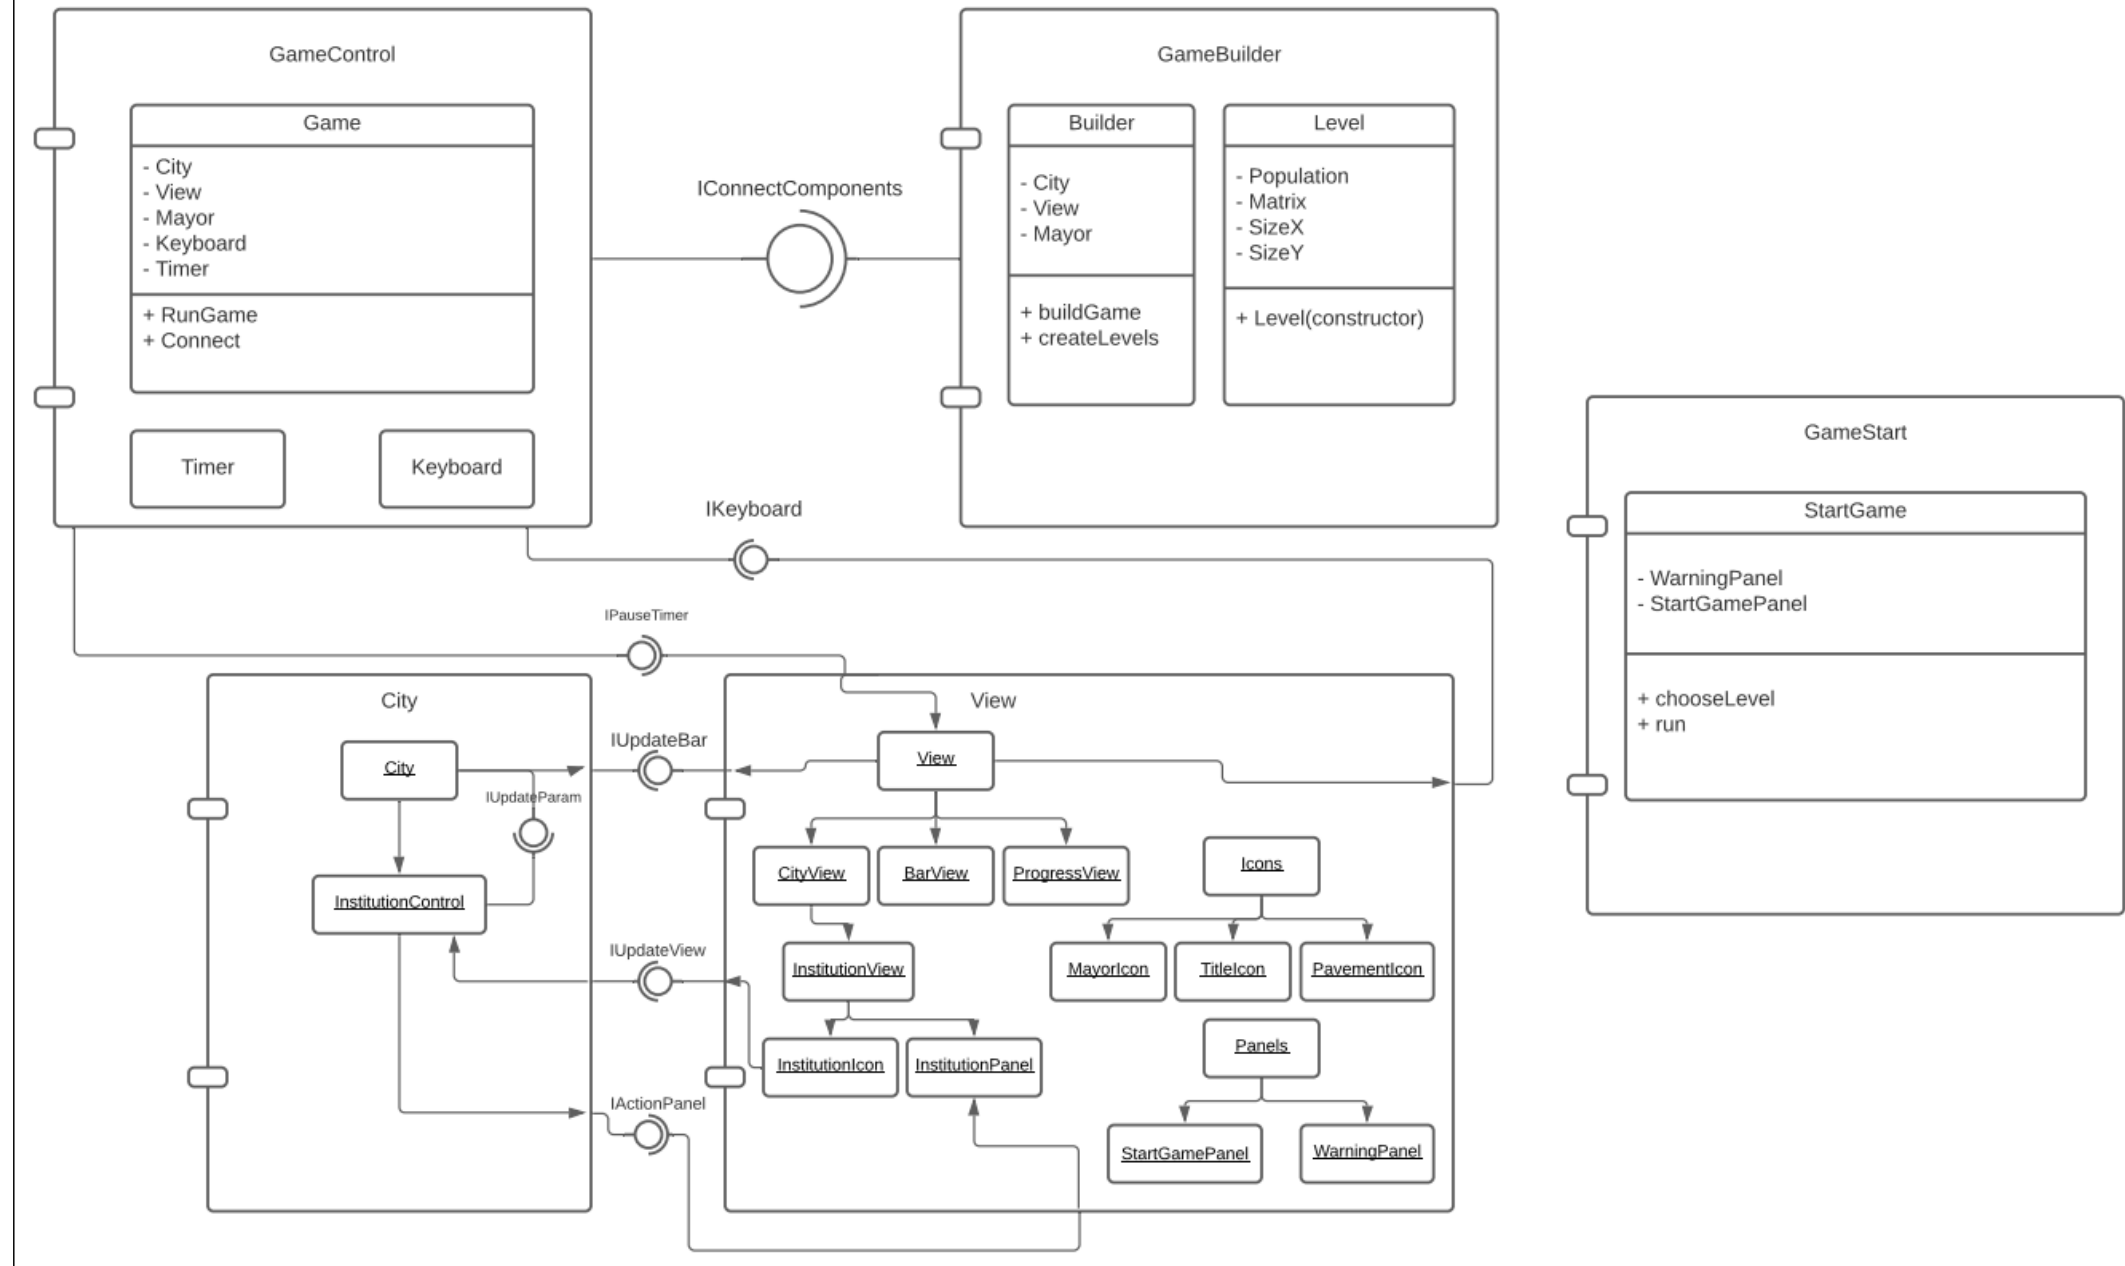 GameControl
Game
- City
- View
- Mayor
- Keyboard
- Timer
+ RunGame
+ Connect
Timer
Keyboard
IConnectComponents
GameBuilder
Builder
- City
- View
- Mayor
+ buildGame
+ createLevels
Level
- Population
- Matrix
- SizeX
- SizeY
+ Level(constructor)
GameStart
StartGame
- WarningPanel
- StartGamePanel
+ chooseLevel
+ run
IKeyboard
IPauseTimer
City
City
IUpdateParam
InstitutionControl
IUpdateBar
IUpdateView
IActionPanel
View
View
CityView
BarView
ProgressView
InstitutionView
InstitutionIcon
InstitutionPanel
Icons
MayorIcon
TitleIcon
PavementIcon
Panels
StartGamePanel
WarningPanel